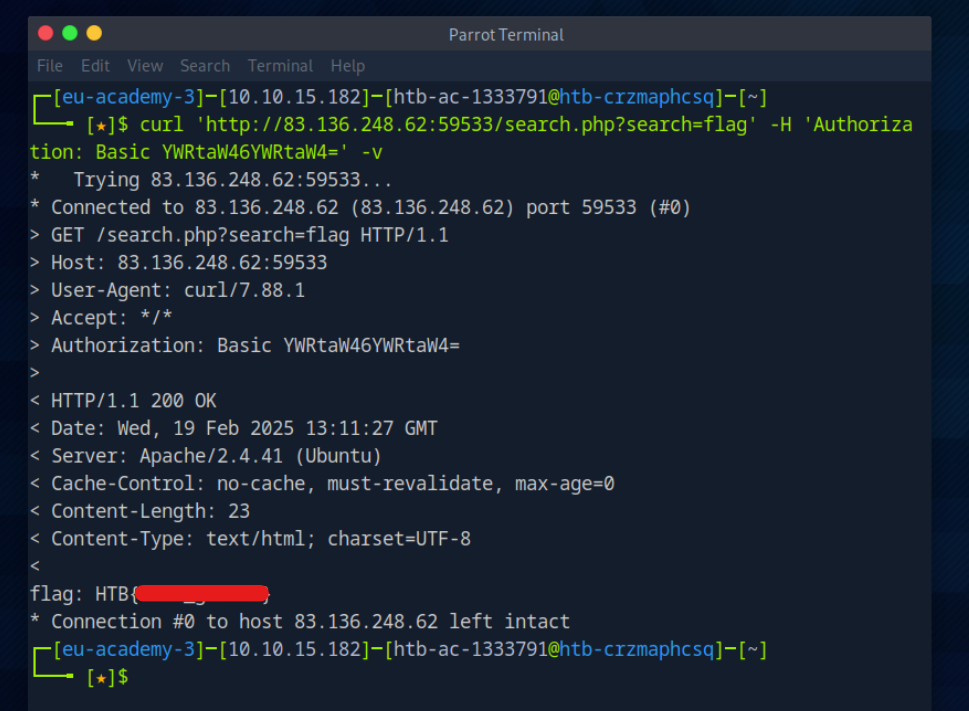 Parrot Terminal
File Edit View Search Terminal Help
┌─[eu-academy-3]─[10.10.15.182]─[htb-ac-1333791@htb-crzmaphcsq]─[~]
└──╼ [★]$ curl 'http://83.136.248.62:59533/search.php?search=flag' -H 'Authoriza
tion: Basic YWRtaW46YWRtaW4=' -v
*   Trying 83.136.248.62:59533...
* Connected to 83.136.248.62 (83.136.248.62) port 59533 (#0)
> GET /search.php?search=flag HTTP/1.1
> Host: 83.136.248.62:59533
> User-Agent: curl/7.88.1
> Accept: */*
> Authorization: Basic YWRtaW46YWRtaW4=
>
< HTTP/1.1 200 OK
< Date: Wed, 19 Feb 2025 13:11:27 GMT
< Server: Apache/2.4.41 (Ubuntu)
< Cache-Control: no-cache, must-revalidate, max-age=0
< Content-Length: 23
< Content-Type: text/html; charset=UTF-8
<
flag: HTB{ }
* Connection #0 to host 83.136.248.62 left intact
┌─[eu-academy-3]─[10.10.15.182]─[htb-ac-1333791@htb-crzmaphcsq]─[~]
└──╼ [★]$